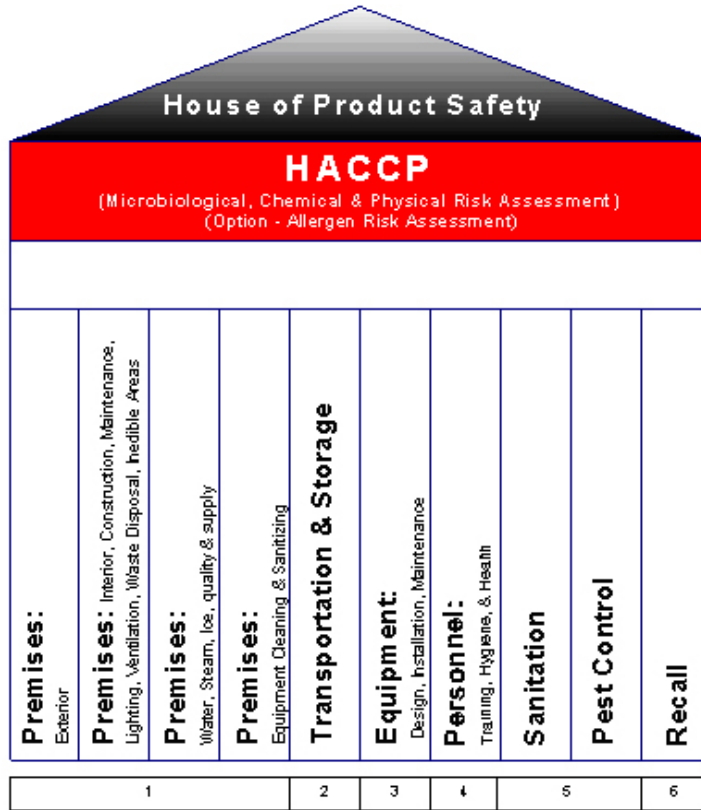 House of Product Safety
HACCP
(Microbiological, Chemical & Physical Risk Assessment)
(Option - Allergen Risk Assessment)
Premises:
Exterior
Premises: Interior, Construction, Maintenance,
Lighting, Ventilation, Waste Disposal, Inedible Areas
Premises:
Water, Steam, Ice, quality & supply
Premises:
Equipment Cleaning & Sanitizing
Transportation & Storage
Equipment:
Design, Installation, Maintenance
Personnel:
Training, Hygiene, & Health
Sanitation
Pest Control
Recall
1 2 3 4 5 6